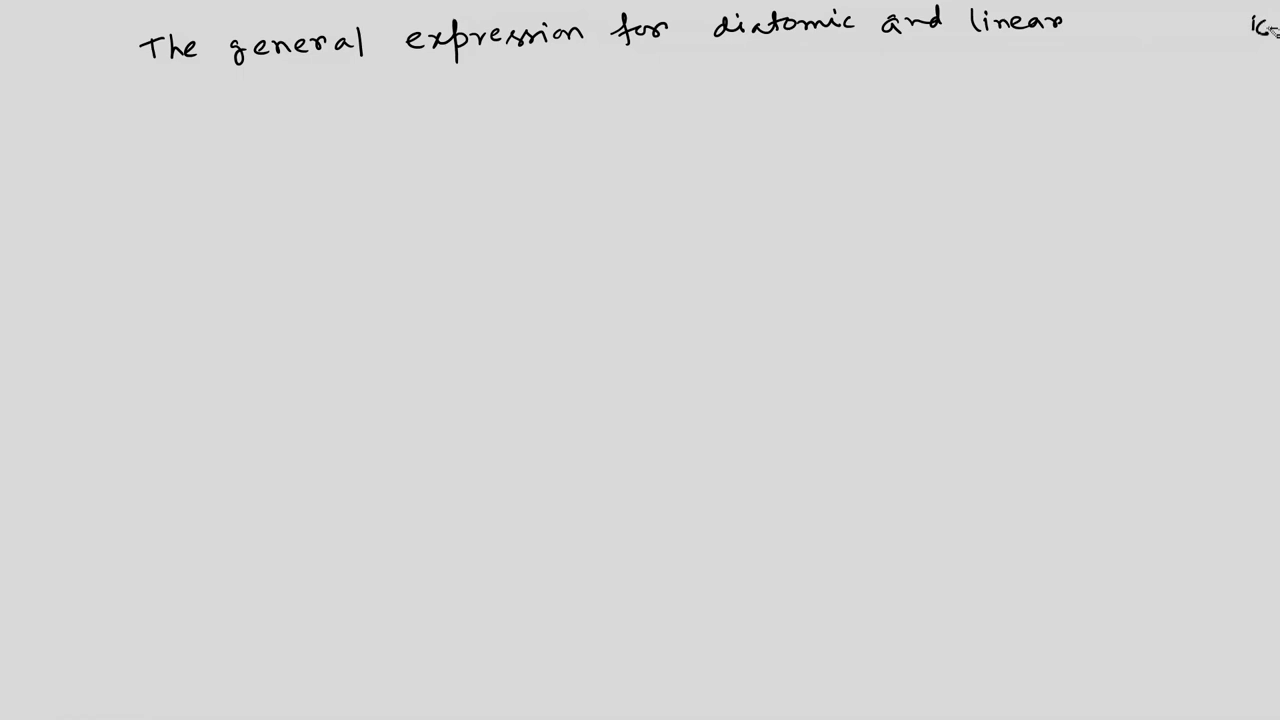 The general expression for diatomic and linear